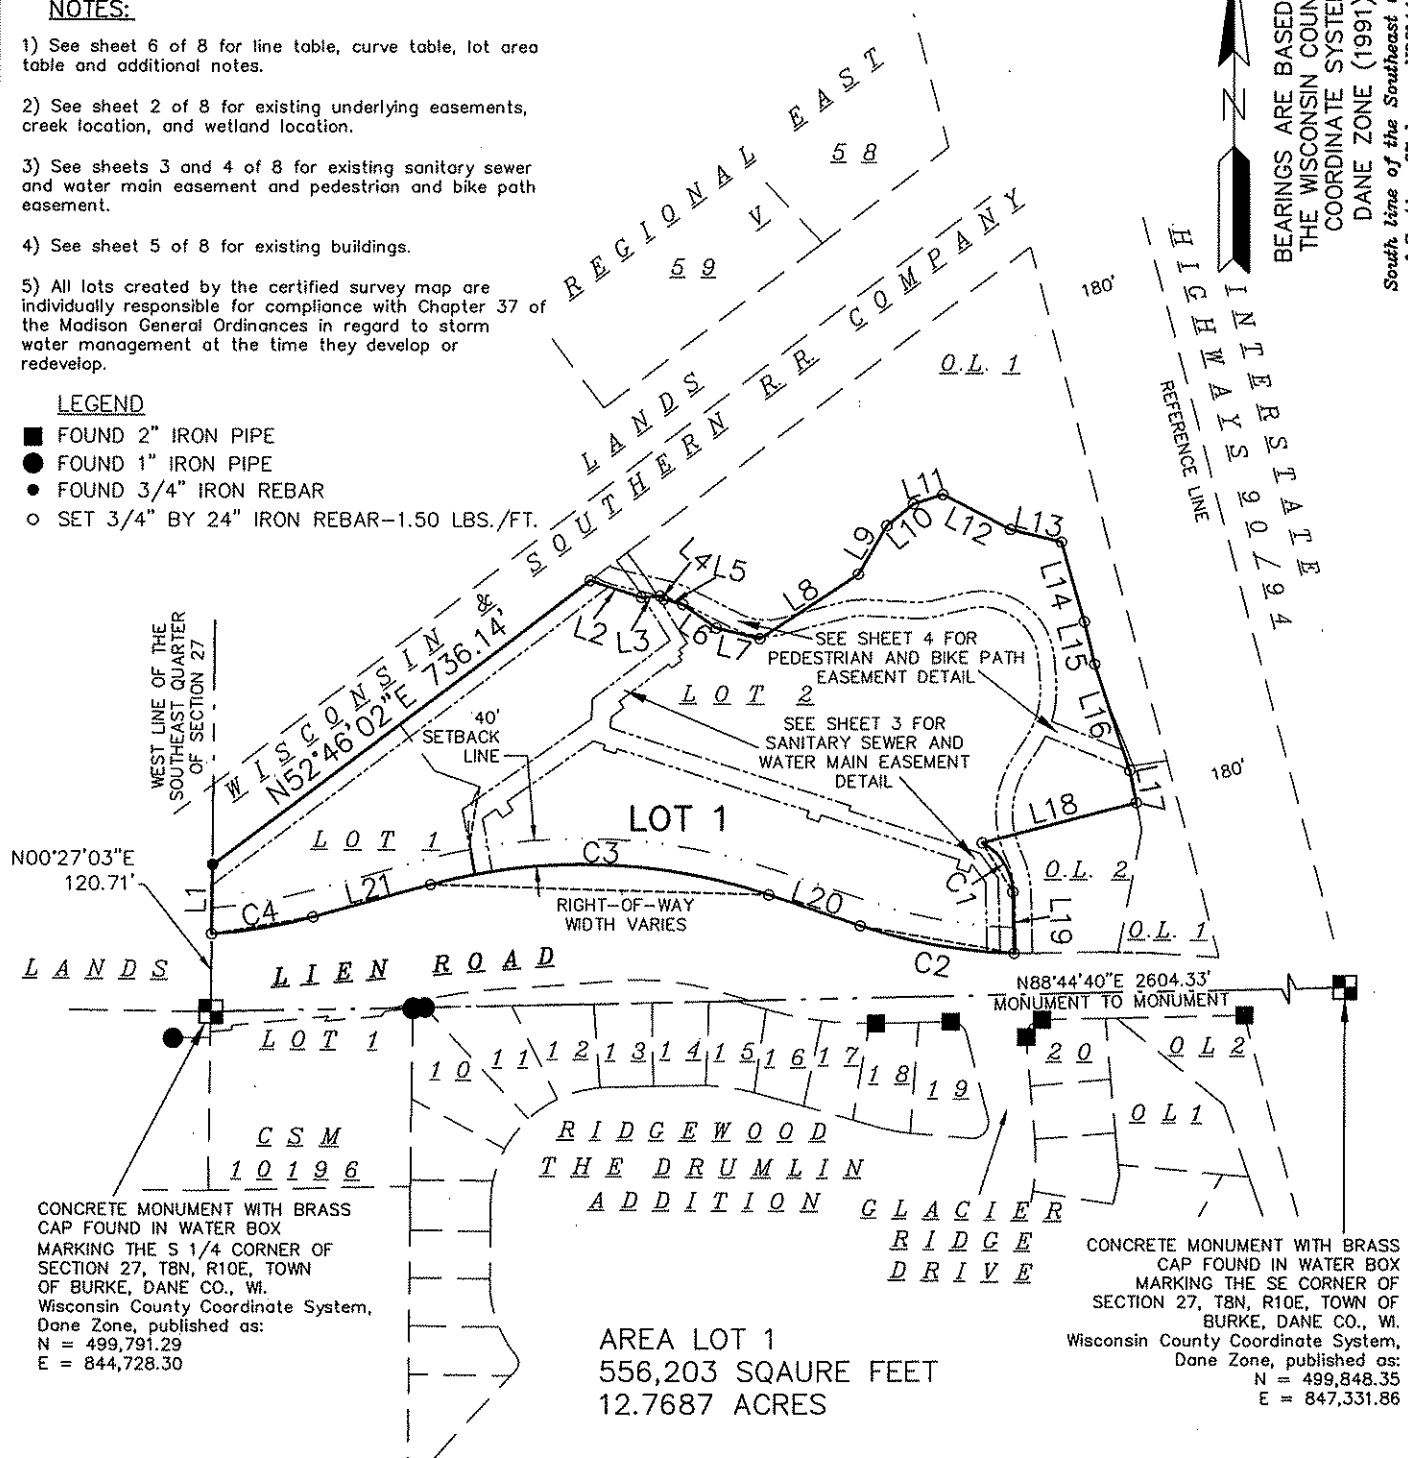 NOTES:
1) See sheet 6 of 8 for line table, curve table, lot area
table and additional notes.
2) See sheet 2 of 8 for existing underlying easements,
creek location, and wetland location.
3) See sheets 3 and 4 of 8 for existing sanitary sewer
and water main easement and pedestrian and bike path
easement.
4) See sheet 5 of 8 for existing buildings.
5) All lots created by the certified survey map are
individually responsible for compliance with Chapter 37 of
the Madison General Ordinances in regard to storm
water management at the time they develop or
redevelop.
LEGEND
FOUND 2" IRON PIPE
FOUND 1" IRON PIPE
FOUND 3/4" IRON REBAR
SET 3/4" BY 24" IRON REBAR-1.50 LBS./FT.
N
BEARINGS ARE BASED
THE WISCONSIN COUN
COORDINATE SYSTE
DANE ZONE (1991)
South line of the Southeast
REGIONAL EAST
V
58
59
LANDS
WISCONSIN & SOUTHERN R.R. COMPANY
O.L. 1
180'
INTERSTATE
HIGHWAYS 90/94
REFERENCE LINE
180'
WEST LINE OF THE
SOUTHEAST QUARTER
OF SECTION 27
N52°46'02"E 736.14'
L2
L3
L4
L5
L6
L7
L8
L9
L10
L11
L12
L13
L14
L15
L16
L17
L18
SEE SHEET 4 FOR
PEDESTRIAN AND BIKE PATH
EASEMENT DETAIL
LOT 2
SEE SHEET 3 FOR
SANITARY SEWER AND
WATER MAIN EASEMENT
DETAIL
40'
SETBACK
LINE
LOT 1
LOT 1
N00°27'03"E
120.71'
L1
C4
L21
C3
RIGHT-OF-WAY
WIDTH VARIES
L20
C2
C1
L19
O.L. 2
O.L. 1
LANDS
LIEN ROAD
N88°44'40"E 2604.33'
MONUMENT TO MONUMENT
LOT 1
10
11
12
13
14
15
16
17
18
19
20
OL2
OL1
CSM
10196
RIDGEWOOD
THE DRUMLIN
ADDITION
GLACIER
RIDGE
DRIVE
CONCRETE MONUMENT WITH BRASS
CAP FOUND IN WATER BOX
MARKING THE S 1/4 CORNER OF
SECTION 27, T8N, R10E, TOWN
OF BURKE, DANE CO., WI.
Wisconsin County Coordinate System,
Dane Zone, published as:
N = 499,791.29
E = 844,728.30
AREA LOT 1
556,203 SQAURE FEET
12.7687 ACRES
CONCRETE MONUMENT WITH BRASS
CAP FOUND IN WATER BOX
MARKING THE SE CORNER OF
SECTION 27, T8N, R10E, TOWN OF
BURKE, DANE CO., WI.
Wisconsin County Coordinate System,
Dane Zone, published as:
N = 499,848.35
E = 847,331.86